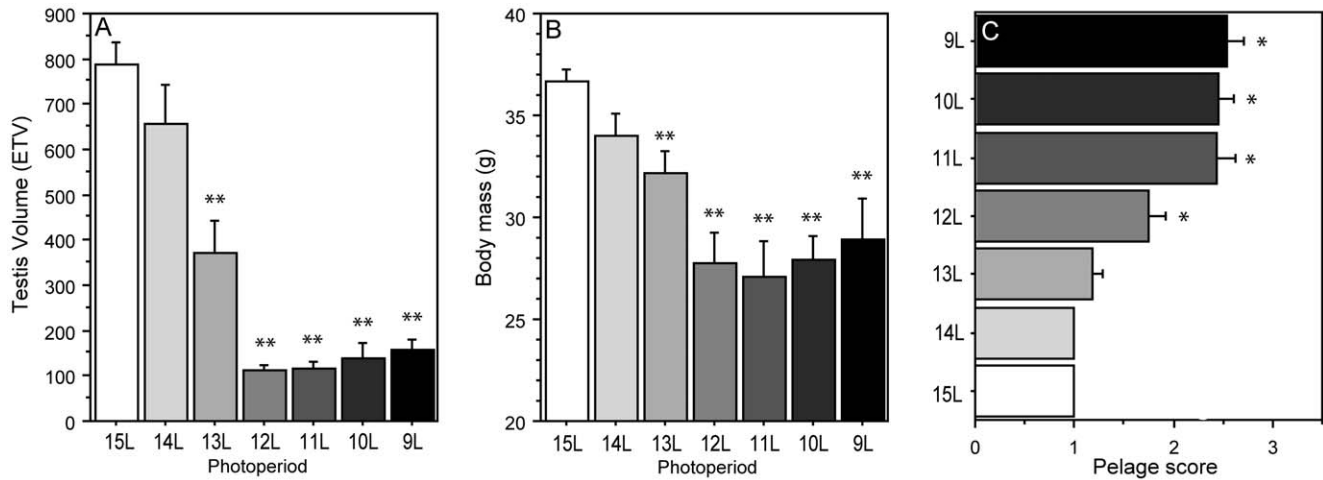 A
900
800
700
600
500
400
300
200
100
0
Testis Volume (ETV)
**
**
**
**
**
15L 14L 13L 12L 11L 10L 9L
Photoperiod
B
40
35
30
25
20
Body mass (g)
**
**
**
**
**
15L 14L 13L 12L 11L 10L 9L
Photoperiod
C
9L *
10L *
11L *
12L *
13L
14L
15L
0 1 2 3
Pelage score